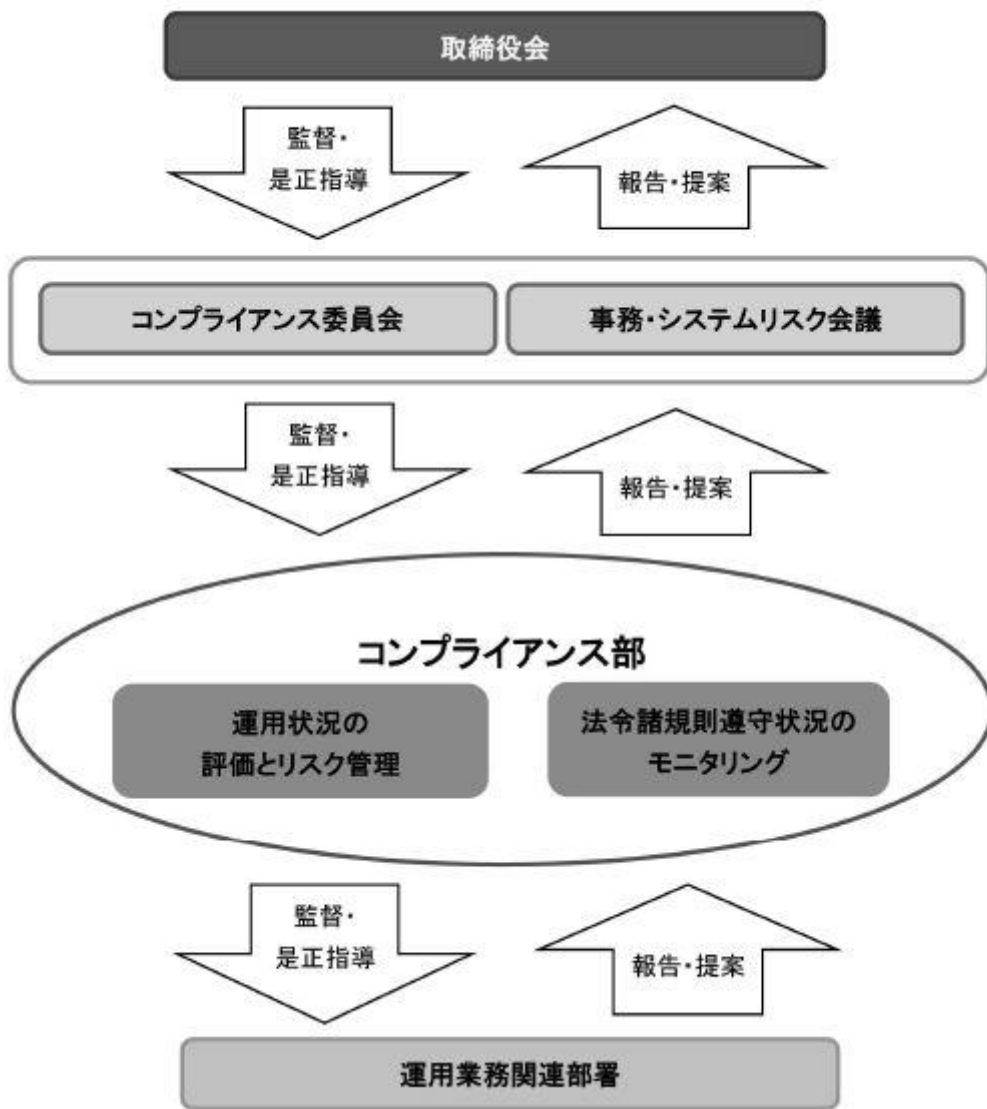 取締役会
監督・
是正指導
報告・提案
コンプライアンス委員会
事務・システムリスク会議
監督・
是正指導
報告・提案
コンプライアンス部
運用状況の
評価とリスク管理
法令諸規則遵守状況の
モニタリング
監督・
是正指導
報告・提案
運用業務関連部署